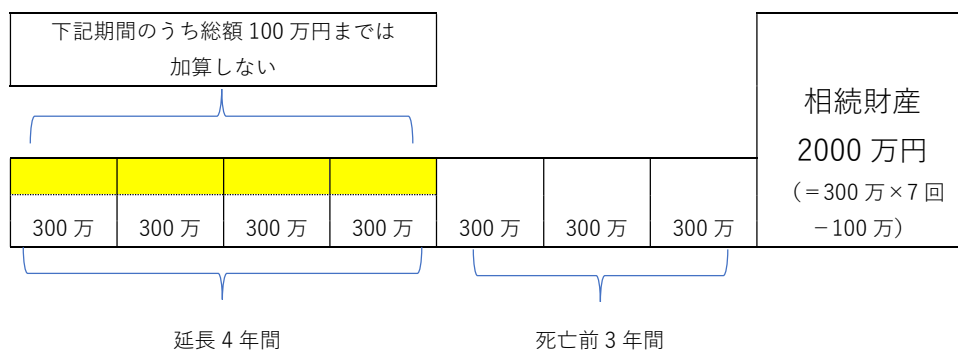 下記期間のうち総額 100 万円までは
加算しない
相続財産
2000 万円
（＝300 万×7 回
－100 万）
300 万
300 万
300 万
300 万
300 万
300 万
300 万
延長 4 年間
死亡前 3 年間